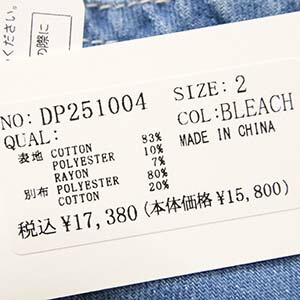 ください。
の際に
NO: DP251004
SIZE: 2
QUAL:
COL: BLEACH
表地 COTTON 83%
POLYESTER 10%
RAYON 7%
別布 POLYESTER 80%
COTTON 20%
MADE IN CHINA
税込 ¥17,380 (本体価格 ¥15,800)